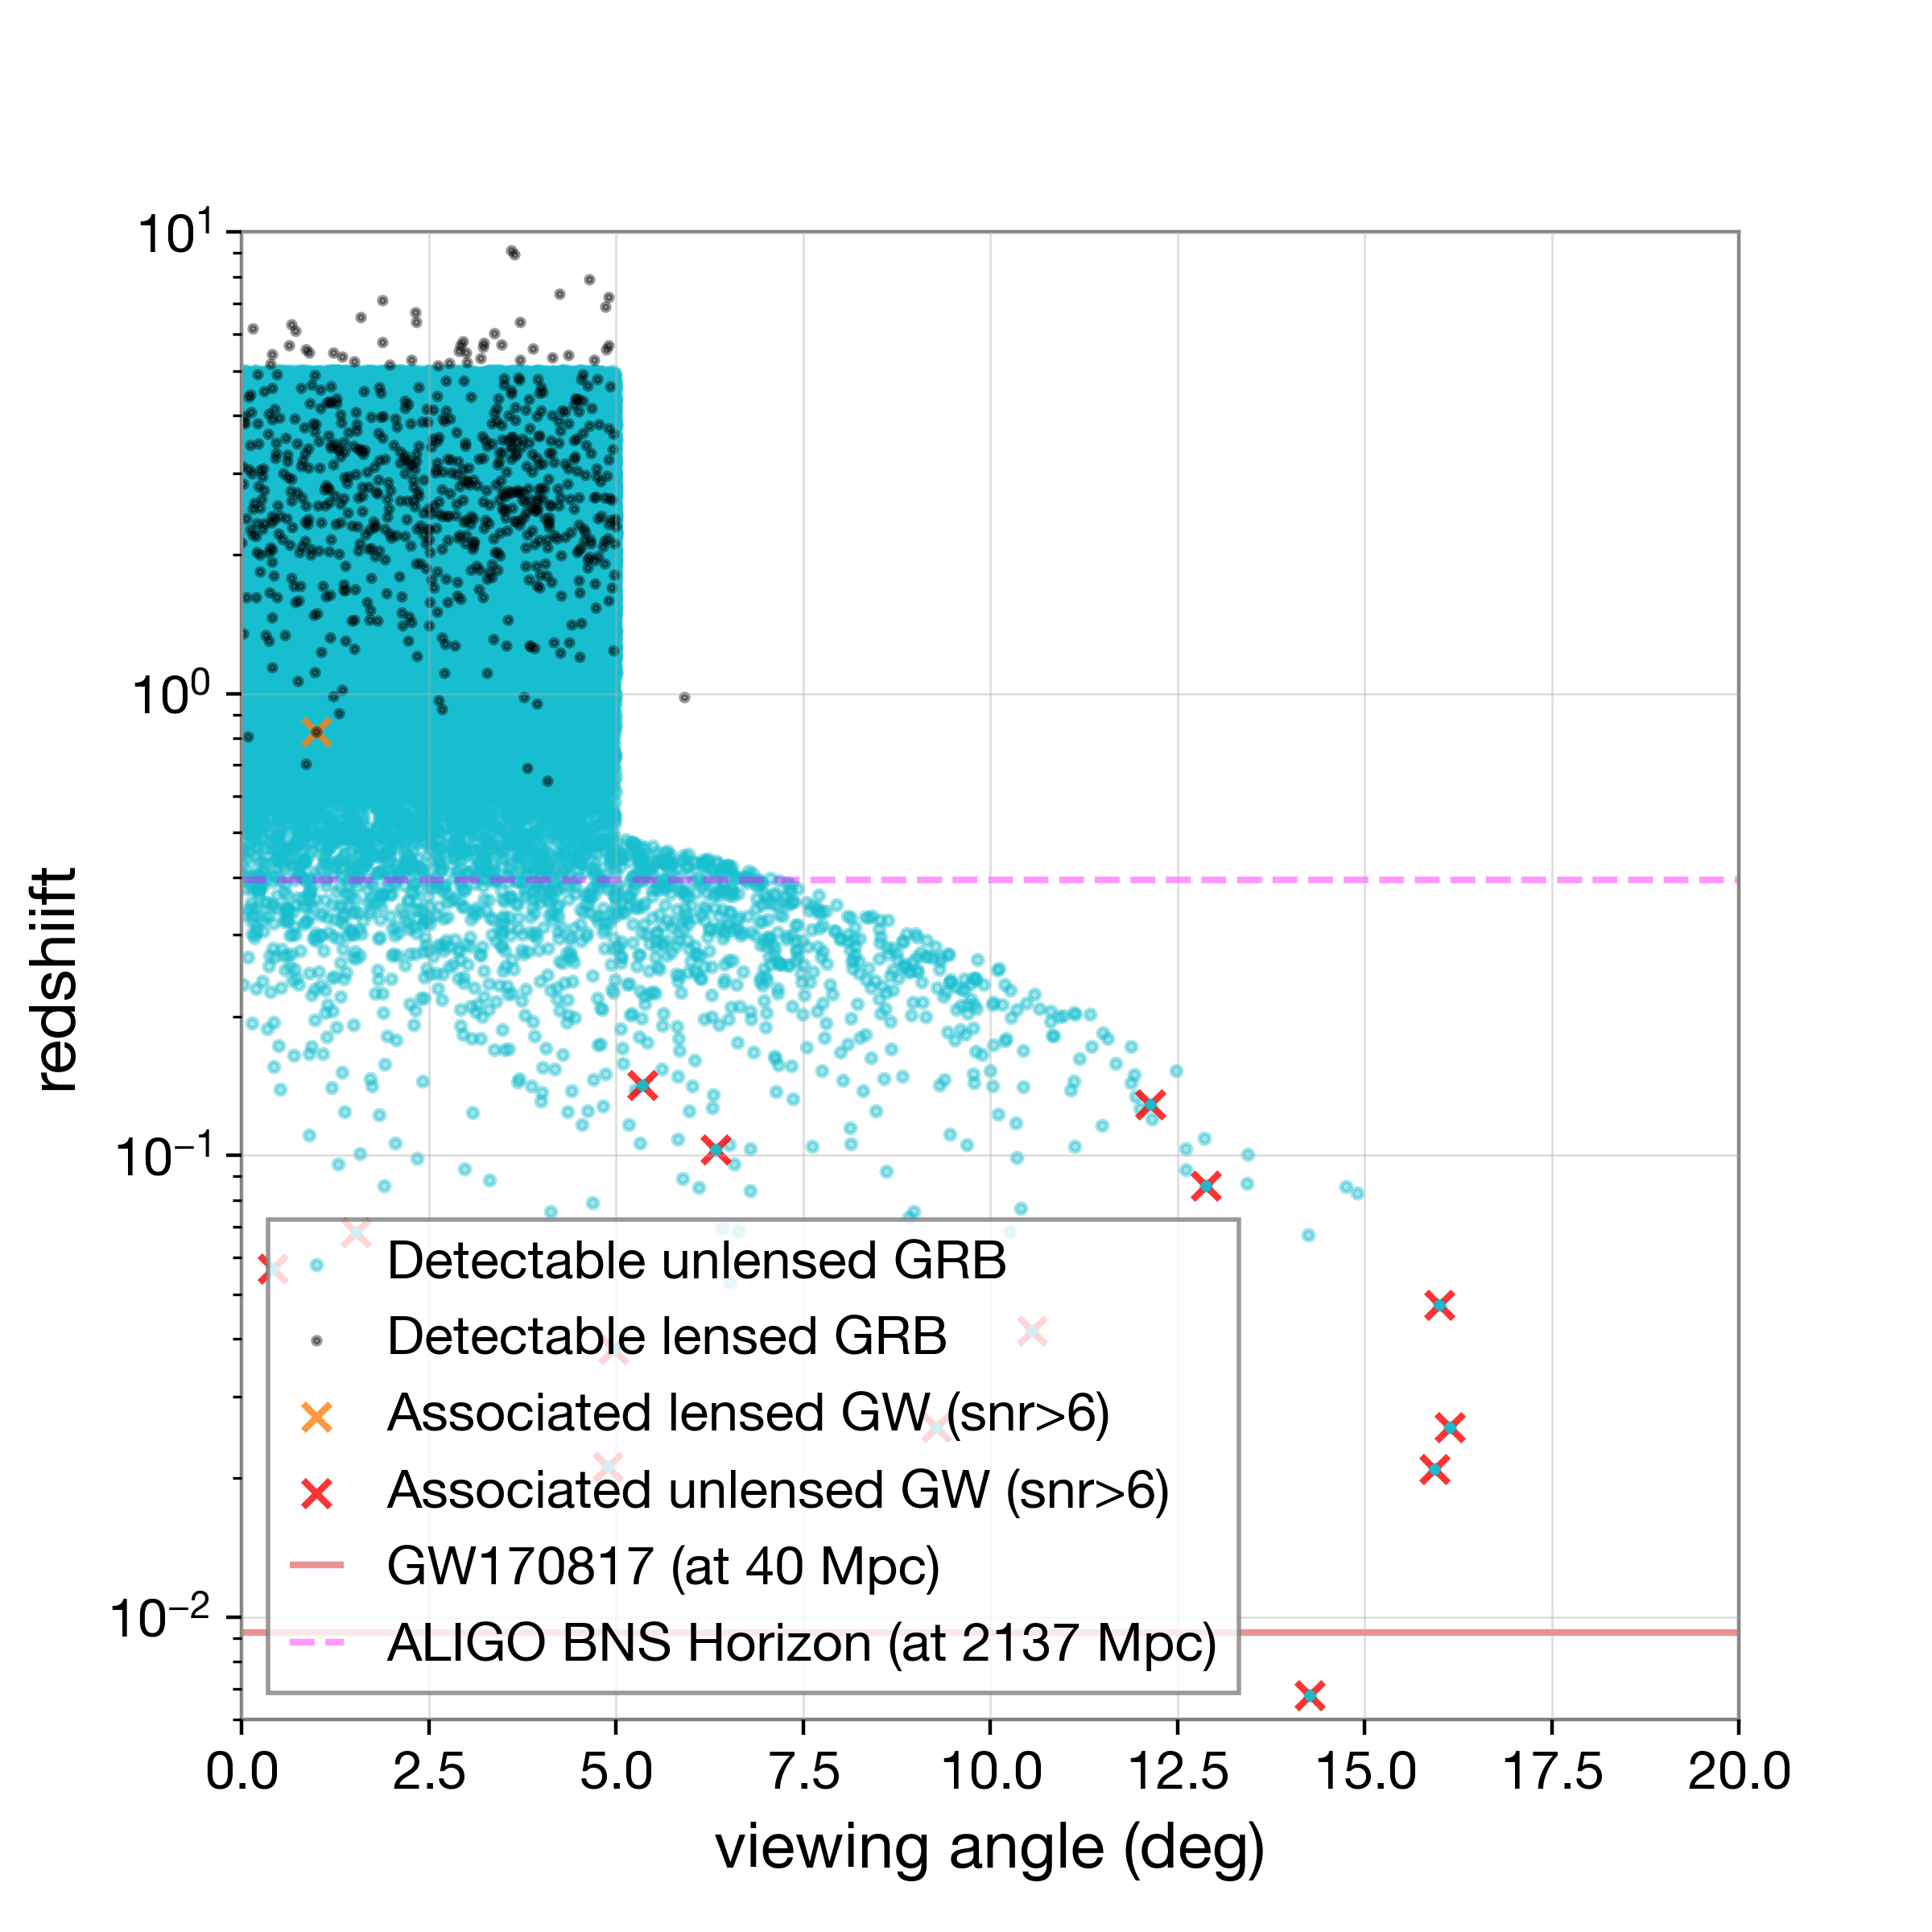 10¹
10⁰
10⁻¹
10⁻²
redshift
Detectable unlensed GRB
Detectable lensed GRB
Associated lensed GW (snr>6)
Associated unlensed GW (snr>6)
GW170817 (at 40 Mpc)
ALIGO BNS Horizon (at 2137 Mpc)
0.0 2.5 5.0 7.5 10.0 12.5 15.0 17.5 20.0
viewing angle (deg)